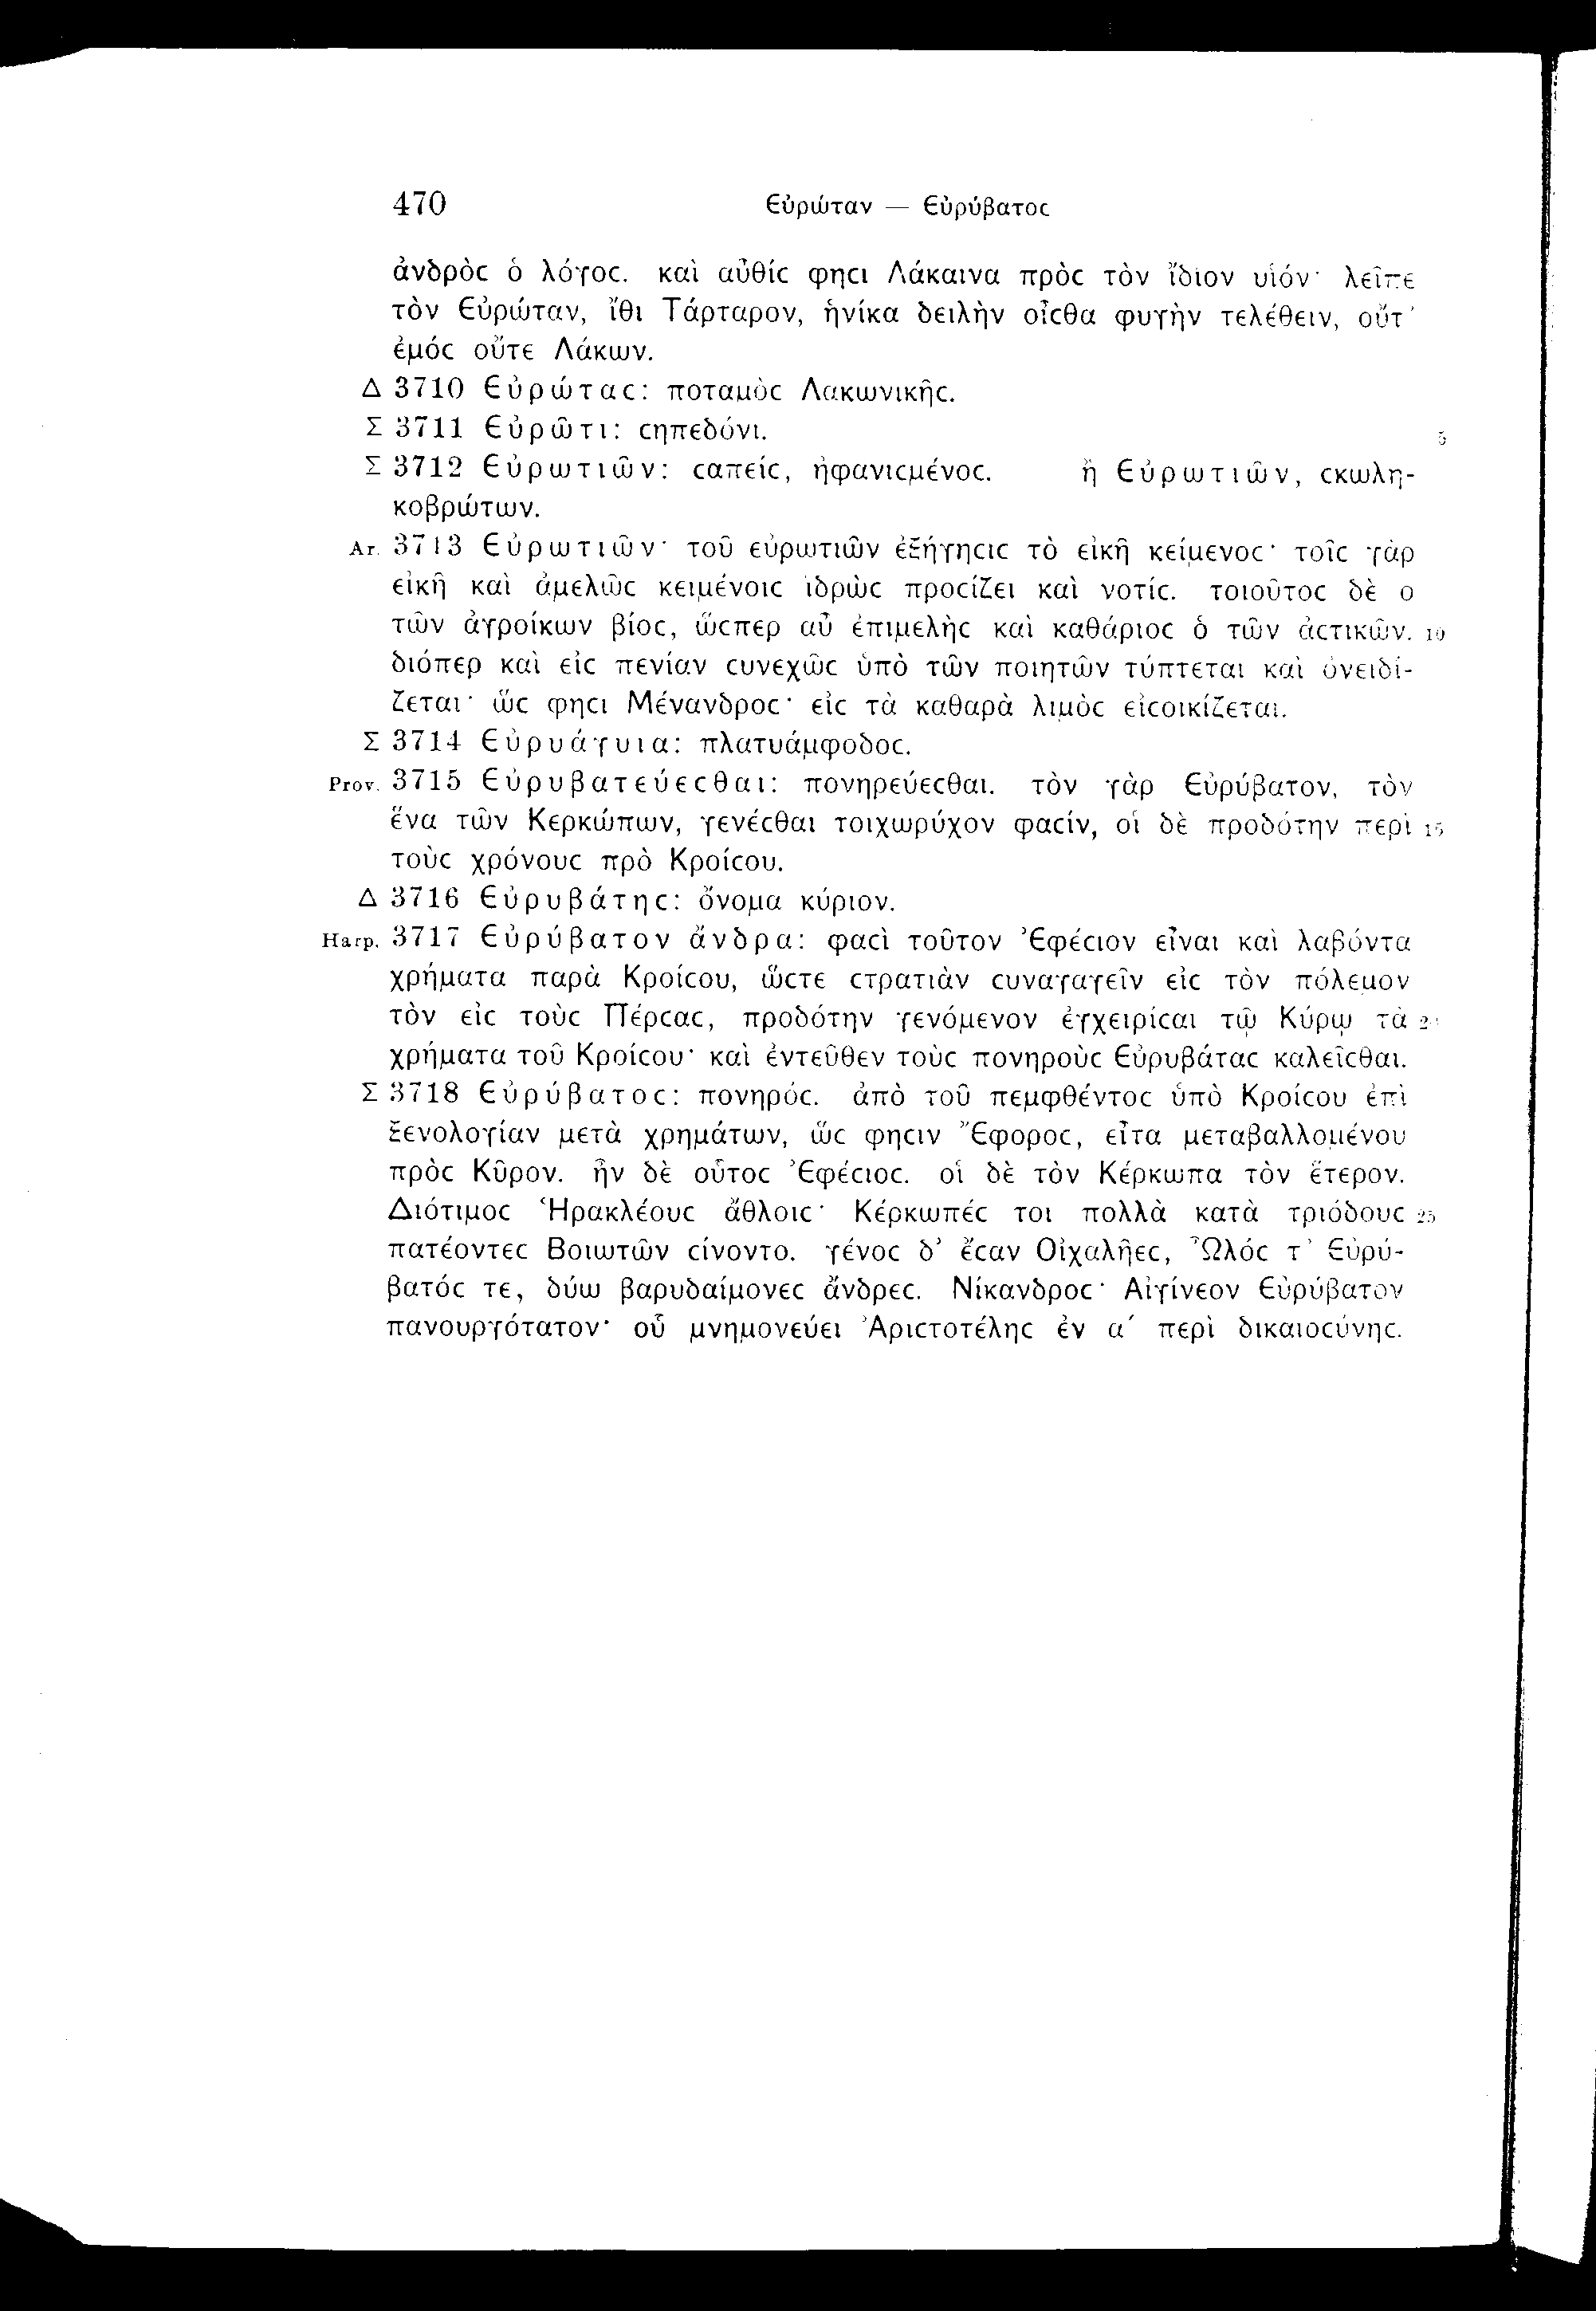 470 Εὐρώταν — Εὐρύβατοϲ
ἀνδρὸϲ ὁ λόγοϲ. καὶ αὖθίϲ φηϲι Λάκαινα πρὸϲ τὸν ἴδιον υἱόν· λεῖπε
τὸν Εὐρώταν, ἴθι Τάρταρον, ἡνίκα δειλὴν οἶϲθα φυγὴν τελέθειν, οὔτ’
ἐμόϲ οὔτε Λάκων.
Δ 3710 Εὐρώταϲ: ποταμὸϲ Λακωνικῆϲ.
Σ 3711 Εὐρῶτι: ϲηπεδόνι. 5
Σ 3712 Εὐρωτιῶν: ϲαπείϲ, ἠφανιϲμένοϲ. ἢ Εὐρωτιῶν, ϲκωλη-
κοβρώτων.
Ar. 3713 Εὐρωτιῶν· τοῦ εὐρωτιῶν ἐξήγηϲιϲ τὸ εἰκῆ κείμενοϲ· τοῖϲ γὰρ
εἰκῆ καὶ ἀμελῶϲ κειμένοιϲ ἱδρὼϲ προϲίζει καὶ νοτίϲ. τοιοῦτοϲ δὲ ὁ
τῶν ἀγροίκων βίοϲ, ὥϲπερ αὖ ἐπιμελὴϲ καὶ καθάριοϲ ὁ τῶν ἀϲτικῶν. 10
διόπερ καὶ εἰϲ πενίαν ϲυνεχῶϲ ὑπὸ τῶν ποιητῶν τύπτεται καὶ ὀνειδί-
ζεται· ὥϲ φηϲι Μένανδροϲ· εἰϲ τὰ καθαρὰ λιμὸϲ εἰϲοικίζεται.
Σ 3714 Εὐρυάγυια: πλατυάμφοδοϲ.
Prov. 3715 Εὐρυβατεύεϲθαι: πονηρεύεϲθαι. τὸν γὰρ Εὐρύβατον, τὸν
ἕνα τῶν Κερκώπων, γενέϲθαι τοιχωρύχον φαϲίν, οἱ δὲ προδότην περὶ 15
τοὺϲ χρόνουϲ πρὸ Κροίϲου.
Δ 3716 Εὐρυβάτηϲ: ὄνομα κύριον.
Harp. 3717 Εὐρύβατον ἄνδρα: φαϲὶ τοῦτον Ἐφέϲιον εἶναι καὶ λαβόντα
χρήματα παρὰ Κροίϲου, ὥϲτε ϲτρατιὰν ϲυναγαγεῖν εἰϲ τὸν πόλεμον
τὸν εἰϲ τοὺϲ Πέρϲαϲ, προδότην γενόμενον ἐγχειρίϲαι τῷ Κύρῳ τὰ
χρήματα τοῦ Κροίϲου· καὶ ἐντεῦθεν τοὺϲ πονηροὺϲ Εὐρυβάταϲ καλεῖϲθαι.
Σ 3718 Εὐρύβατοϲ: πονηρόϲ. ἀπὸ τοῦ πεμφθέντοϲ ὑπὸ Κροίϲου ἐπὶ
ξενολογίαν μετὰ χρημάτων, ὥϲ φηϲιν Ἔφοροϲ, εἶτα μεταβαλλομένου
πρὸϲ Κῦρον. ἦν δὲ οὗτοϲ Ἐφέϲιοϲ. οἱ δὲ τὸν Κέρκωπα τὸν ἕτερον.
Διότιμοϲ Ἡρακλέουϲ ἄθλοιϲ· Κέρκωπέϲ τοι πολλὰ κατὰ τριόδουϲ 25
πατέοντεϲ Βοιωτῶν ϲίνοντο. γένοϲ δ’ ἔϲαν Οἰχαλῆεϲ, Ὦλόϲ τ’ Εὐρύ-
βατόϲ τε, δύω βαρυδαίμονεϲ ἄνδρεϲ. Νίκανδροϲ· Αἰγίνεον Εὐρύβατον
πανουργότατον· οὗ μνημονεύει Ἀριϲτοτέληϲ ἐν α′ περὶ δικαιοϲύνηϲ.